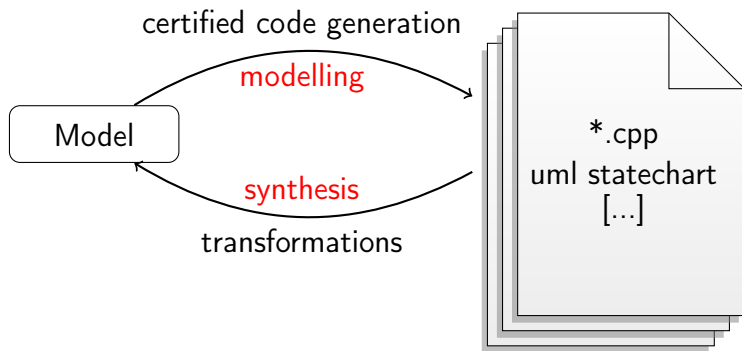 certified code generation
modelling
Model
synthesis
transformations
*.cpp
uml statechart
[...]